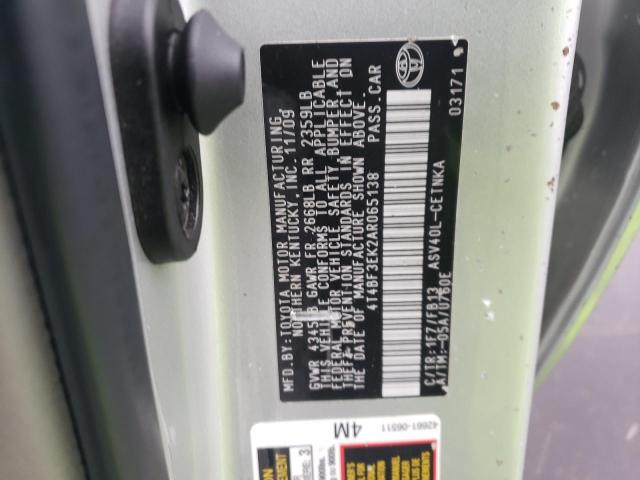 MFD.BY:TOYOTA MOTOR MANUFACTURING
NORTHERN KENTUCKY, INC. 11/09
GVWR 4345LB GAWR FR 2668LB RR 2359LB
THIS VEHICLE CONFORMS TO ALL APPLICABLE
FEDERAL MOTOR VEHICLE SAFETY, BUMPER, AND
THEFT PREVENTION STANDARDS IN EFFECT ON
THE DATE OF MANUFACTURE SHOWN ABOVE.
4T4BF3EK2AR065138 PASS.CAR
C/TR:1F7/FB13 ASV40L-CETNKA
A/TM:-05A/U760E
03171
4M
42661-06511